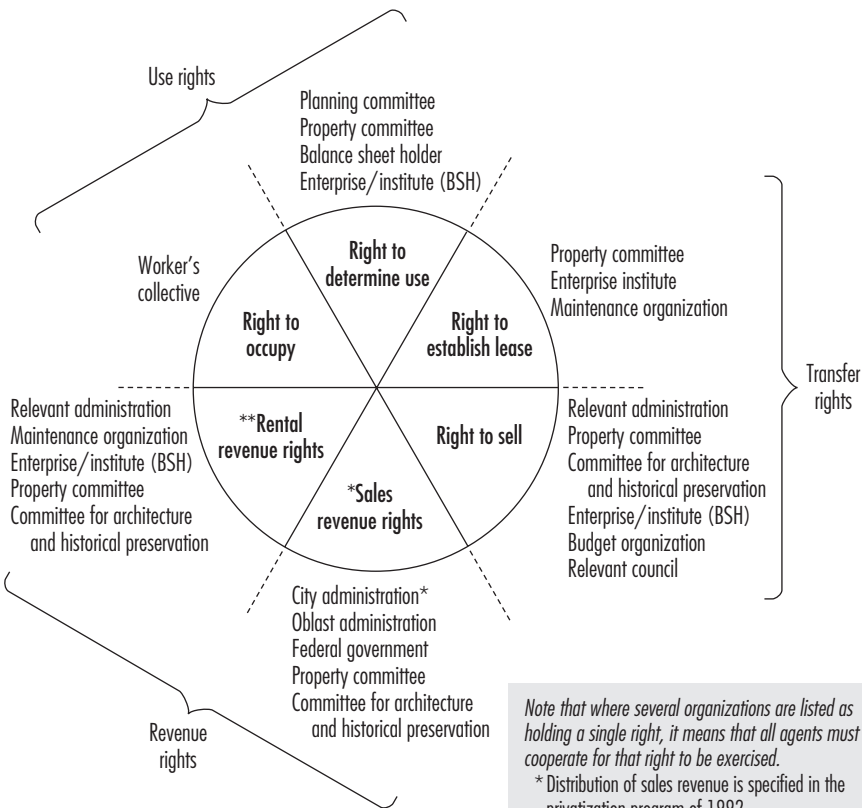 Use rights
Planning committee
Property committee
Balance sheet holder
Enterprise/institute (BSH)
Worker's
collective
Right to
determine use
Property committee
Enterprise institute
Maintenance organization
Right to
occupy
Right to
establish lease
Transfer
rights
Relevant administration
Maintenance organization
Enterprise/institute (BSH)
Property committee
Committee for architecture
and historical preservation
**Rental
revenue rights
Right to sell
Relevant administration
Property committee
Committee for architecture
and historical preservation
Enterprise/institute (BSH)
Budget organization
Relevant council
*Sales
revenue rights
City administration*
Oblast administration
Federal government
Property committee
Committee for architecture
and historical preservation
Revenue
rights
Note that where several organizations are listed as
holding a single right, it means that all agents must
cooperate for that right to be exercised.
* Distribution of sales revenue is specified in the
privatization program of 1992